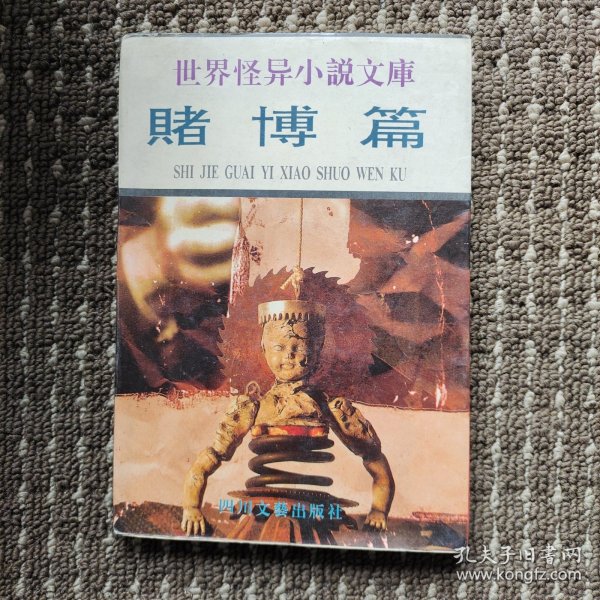 世界怪异小説文庫
賭博篇
SHI JIE GUAI YI XIAO SHUO WEN KU
四川文藝出版社
孔夫子旧書网
www.kongfz.com